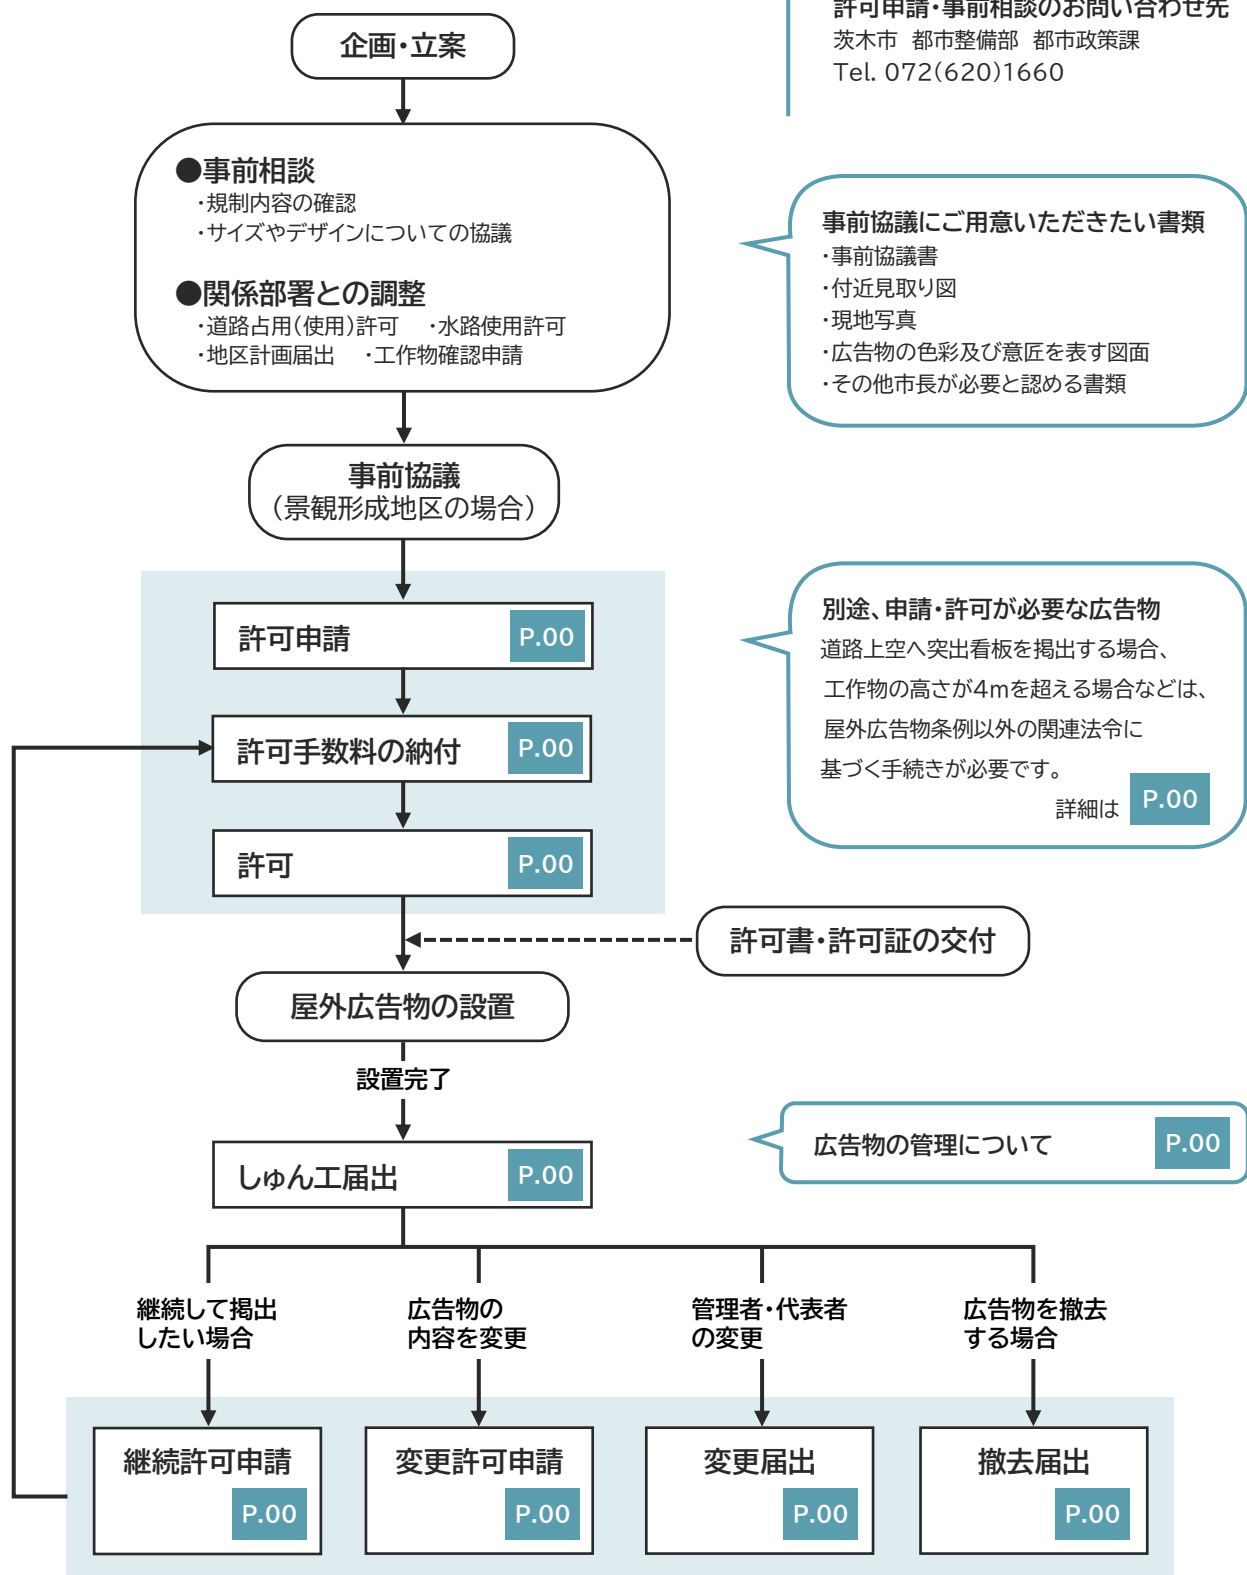 許可申請・事前相談のお問い合わせ先
茨木市 都市整備部 都市政策課
Tel. 072(620)1660
企画・立案
●事前相談
・規制内容の確認
・サイズやデザインについての協議
●関係部署との調整
・道路占用(使用)許可 ・水路使用許可
・地区計画届出 ・工作物確認申請
事前協議にご用意いただきたい書類
・事前協議書
・付近見取り図
・現地写真
・広告物の色彩及び意匠を表す図面
・その他市長が必要と認める書類
事前協議
(景観形成地区の場合)
許可申請 P.00
許可手数料の納付 P.00
許可 P.00
別途、申請・許可が必要な広告物
道路上空へ突出看板を掲出する場合、
工作物の高さが4mを超える場合などは、
屋外広告物条例以外の関連法令に
基づく手続きが必要です。
詳細は P.00
許可書・許可証の交付
屋外広告物の設置
設置完了
しゅん工届出 P.00
広告物の管理について P.00
継続して掲出
したい場合
広告物の
内容を変更
管理者・代表者
の変更
広告物を撤去
する場合
継続許可申請
P.00
変更許可申請
P.00
変更届出
P.00
撤去届出
P.00